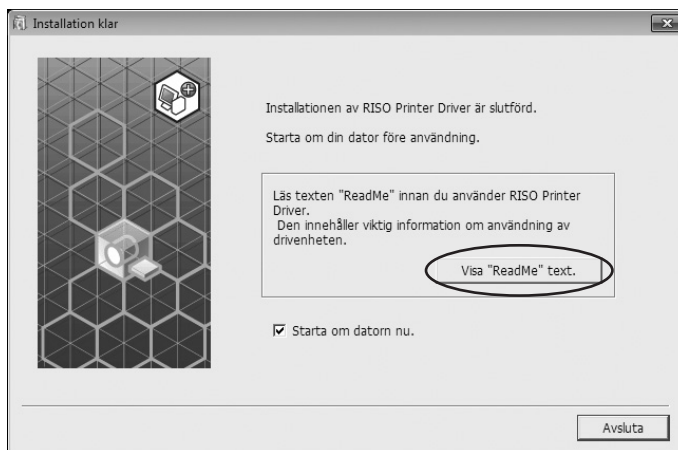 Installation klar
Installationen av RISO Printer Driver är slutförd.
Starta om din dator före användning.
Läs texten "ReadMe" innan du använder RISO Printer
Driver.
Den innehåller viktig information om användning av
drivenheten.
Visa "ReadMe" text.
Starta om datorn nu.
Avsluta